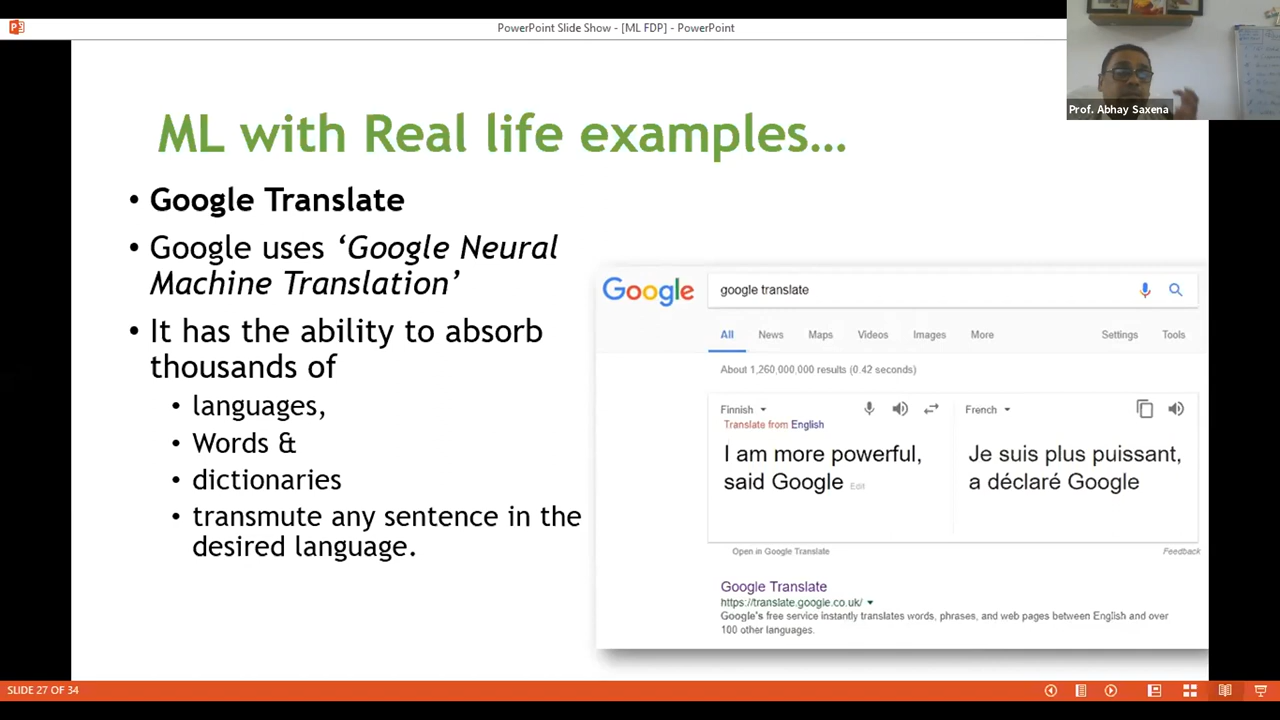 PowerPoint Slide Show - [ML FDP] - PowerPoint
Prof. Abhay Saxena
ML with Real life examples…
• Google Translate
• Google uses ‘Google Neural
Machine Translation’
• It has the ability to absorb
thousands of
• languages,
• Words &
• dictionaries
• transmute any sentence in the
desired language.
Google
google translate
All News Maps Videos Images More Settings Tools
About 1,260,000,000 results (0.42 seconds)
Finnish
French
Translate from English
I am more powerful,
said Google Edit
Je suis plus puissant,
a déclaré Google
Open in Google Translate
Feedback
Google Translate
https://translate.google.co.uk/
Google's free service instantly translates words, phrases, and web pages between English and over
100 other languages.
SLIDE 27 OF 34